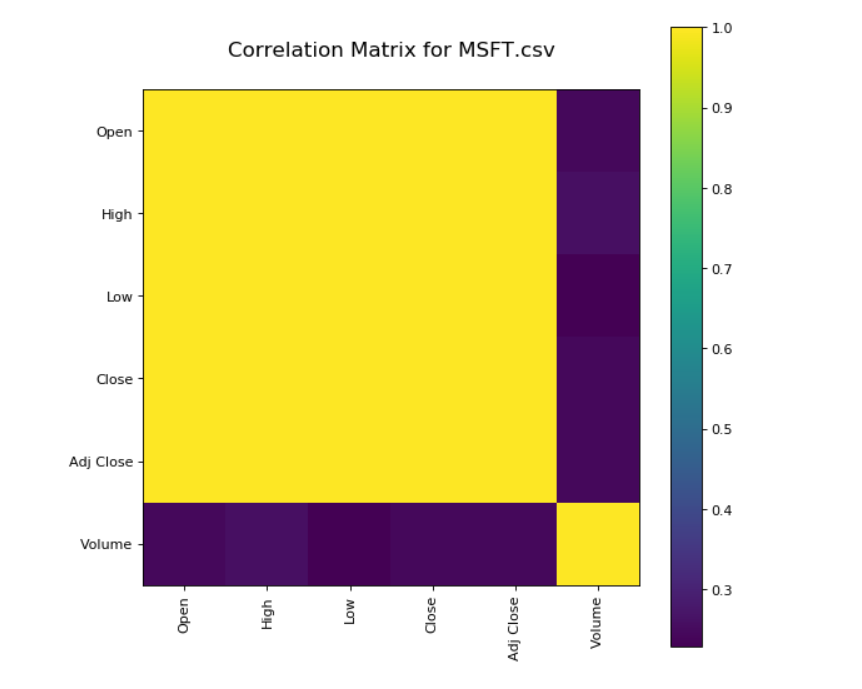 Correlation Matrix for MSFT.csv
Open
High
Low
Close
Adj Close
Volume
Open
High
Low
Close
Adj Close
Volume
1.0
0.9
0.8
0.7
0.6
0.5
0.4
0.3